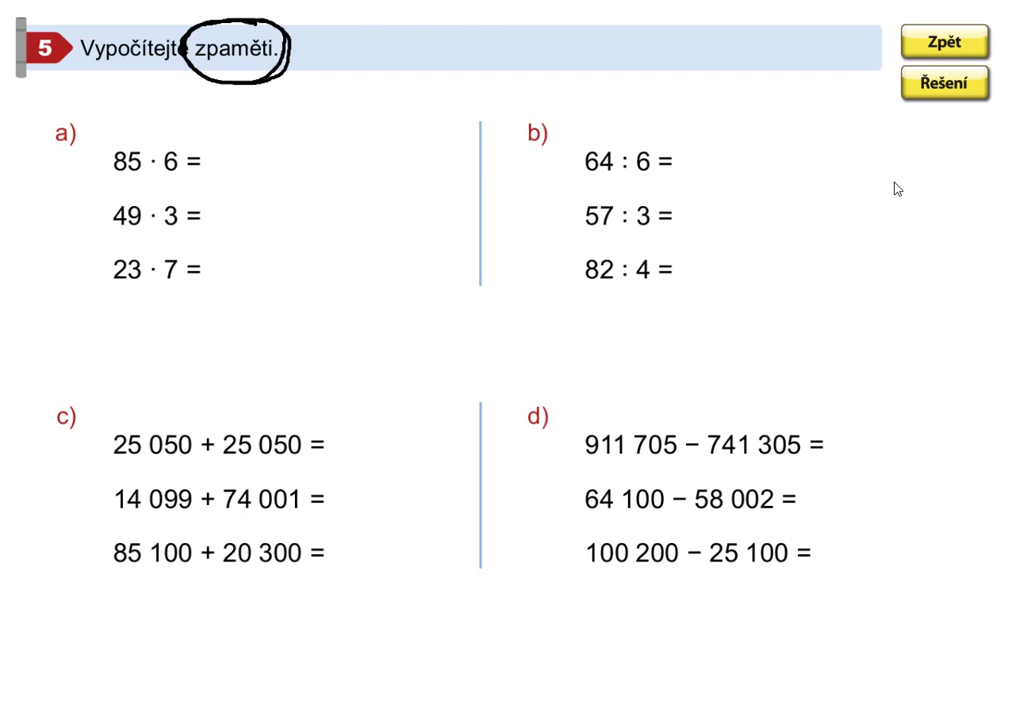 5 Vypočítejte zpaměti.
Zpět
Řešení
a)
85 · 6 =
49 · 3 =
23 · 7 =
b)
64 : 6 =
57 : 3 =
82 : 4 =
c)
25 050 + 25 050 =
14 099 + 74 001 =
85 100 + 20 300 =
d)
911 705 − 741 305 =
64 100 − 58 002 =
100 200 − 25 100 =